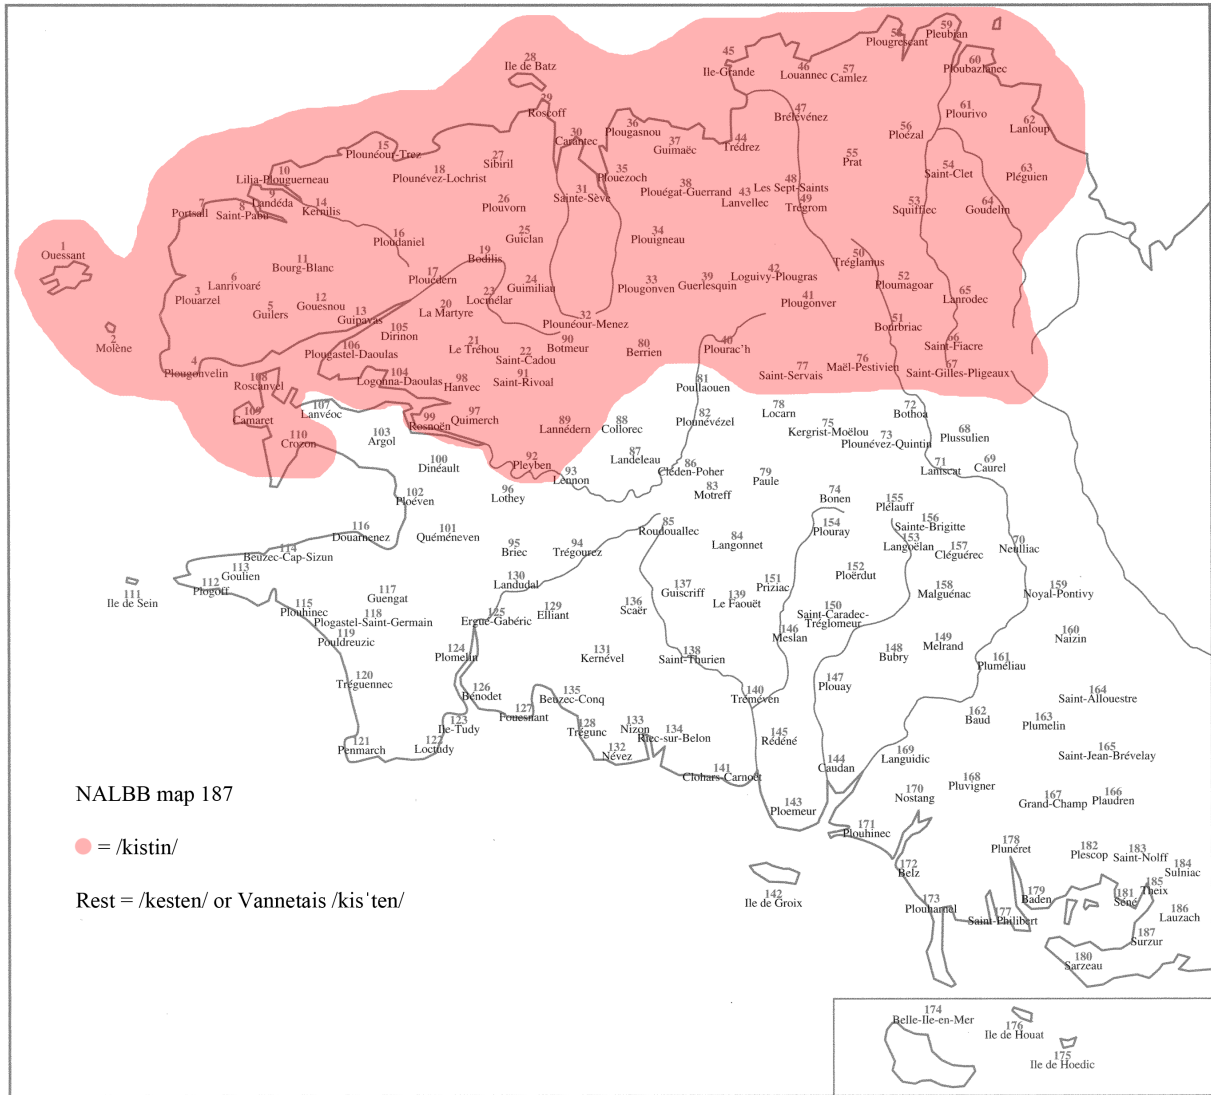 28
Ile de Batz
29
Roscoff
30
Carantec
36
Plougasnou
37
Guimaëc
45
Ile-Grande
44
Trédrez
46
Louannec
57
Camlez
58
Plougrescant
59
Pleubian
60
Ploubazlanec
47
Brélévénez
61
Plourivo
62
Lanloup
56
Ploëzal
15
Plounéour-Trez
18
Plounévez-Lochrist
27
Sibiril
35
Plouezoch
55
Prat
54
Saint-Clet
63
Pléguien
10
Lilia-Plouguerneau
9
Landéda
8
Saint-Pabu
7
Portsall
14
Kernilis
26
Plouvorn
31
Sainte-Sève
38
Plouégat-Guerrand
43
Lanvellec
48
Les Sept-Saints
49
Trégrom
53
Squiffiec
64
Goudelin
1
Ouessant
16
Ploudaniel
25
Guiclan
34
Plouigneau
19
Bodilis
50
Tréglamus
11
Bourg-Blanc
17
Plouédern
24
Guimiliau
33
Plougonven
39
Guerlesquin
42
Loguivy-Plougras
52
Ploumagoar
6
Lanrivoaré
3
Plouarzel
5
Guilers
12
Gouesnou
13
Guipavas
23
Locmélar
20
La Martyre
41
Plougonver
65
Lanrodec
2
Molène
105
Dirinon
32
Plounéour-Menez
51
Bourbriac
106
Plougastel-Daoulas
21
Le Tréhou
22
Saint-Cadou
90
Botmeur
80
Berrien
40
Plourac’h
66
Saint-Fiacre
4
Plougonvelin
108
Roscanvel
104
Logonna-Daoulas
98
Hanvec
91
Saint-Rivoal
81
Poullaouen
77
Saint-Servais
76
Maël-Pestivien
67
Saint-Gilles-Pligeaux
109
Camaret
107
Lanvéoc
99
Rosnoën
97
Quimerch
89
Lannédern
88
Collorec
82
Plounévézel
78
Locarn
75
Kergrist-Moëlou
72
Bothoa
110
Crozon
103
Argol
73
Plounévez-Quintin
68
Plussulien
100
Dinéault
92
Pleyben
93
Lennon
87
Landeleau
86
Cléden-Poher
79
Paule
71
Laniscat
69
Caurel
102
Ploéven
96
Lothey
83
Motreff
74
Bonen
155
Plélauff
116
Douarnenez
101
Quéméneven
85
Roudouallec
154
Plouray
156
Sainte-Brigitte
114
Beuzec-Cap-Sizun
95
Briec
94
Trégourez
84
Langonnet
153
Langoëlan
157
Cléguérec
70
Neulliac
113
Goulien
112
Plogoff
111
Ile de Sein
130
Landudal
137
Guiscriff
151
Priziac
152
Ploërdut
158
Malguénac
159
Noyal-Pontivy
117
Guengat
115
Plouhinec
118
Plogastel-Saint-Germain
125
Ergué-Gabéric
129
Elliant
136
Scaër
139
Le Faouët
150
Saint-Caradec-
Trégomeur
119
Pouldreuzic
146
Meslan
149
Melrand
160
Naizin
124
Plomelin
131
Kernével
138
Saint-Thurien
148
Bubry
161
Pluméliau
120
Tréguennec
126
Bénodet
135
Beuzec-Conq
140
Tréméven
147
Plouay
164
Saint-Allouestre
127
Fouesnant
123
Ile-Tudy
128
Trégunc
133
Nizon
134
Riec-sur-Belon
162
Baud
163
Plumelin
121
Penmarch
122
Loctudy
132
Névez
145
Rédéné
144
Caudan
169
Languidic
165
Saint-Jean-Brévelay
141
Clohars-Carnoët
168
Pluvigner
170
Nostang
167
Grand-Champ
166
Plaudren
143
Ploemeur
171
Plouhinec
178
Plunéret
182
Plescop
183
Saint-Nolff
184
Sulniac
172
Belz
142
Ile de Groix
173
Plouharnel
177
Saint-Philibert
179
Baden
181
Séné
185
Theix
186
Lauzach
187
Surzur
180
Sarzeau
174
Belle-Ile-en-Mer
176
Ile de Houat
175
Ile de Hoedic
NALBB map 187
= /kistin/
Rest = /kesten/ or Vannetais /kisˈten/